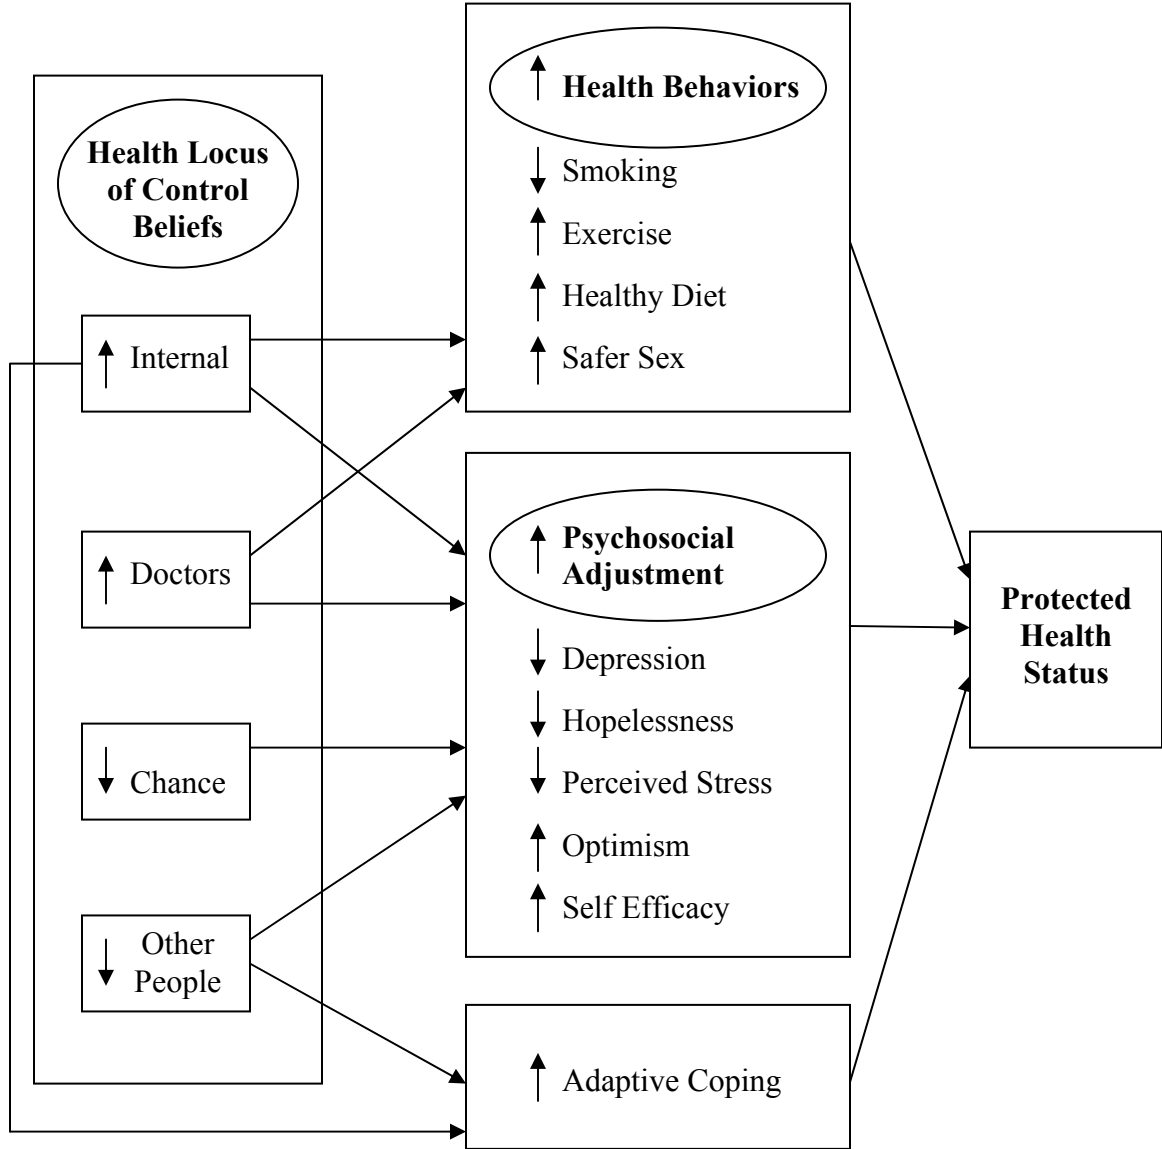 Health Locus
of Control
Beliefs
Internal
Doctors
Chance
Other
People
Health Behaviors
Smoking
Exercise
Healthy Diet
Safer Sex
Psychosocial
Adjustment
Depression
Hopelessness
Perceived Stress
Optimism
Self Efficacy
Adaptive Coping
Protected
Health
Status